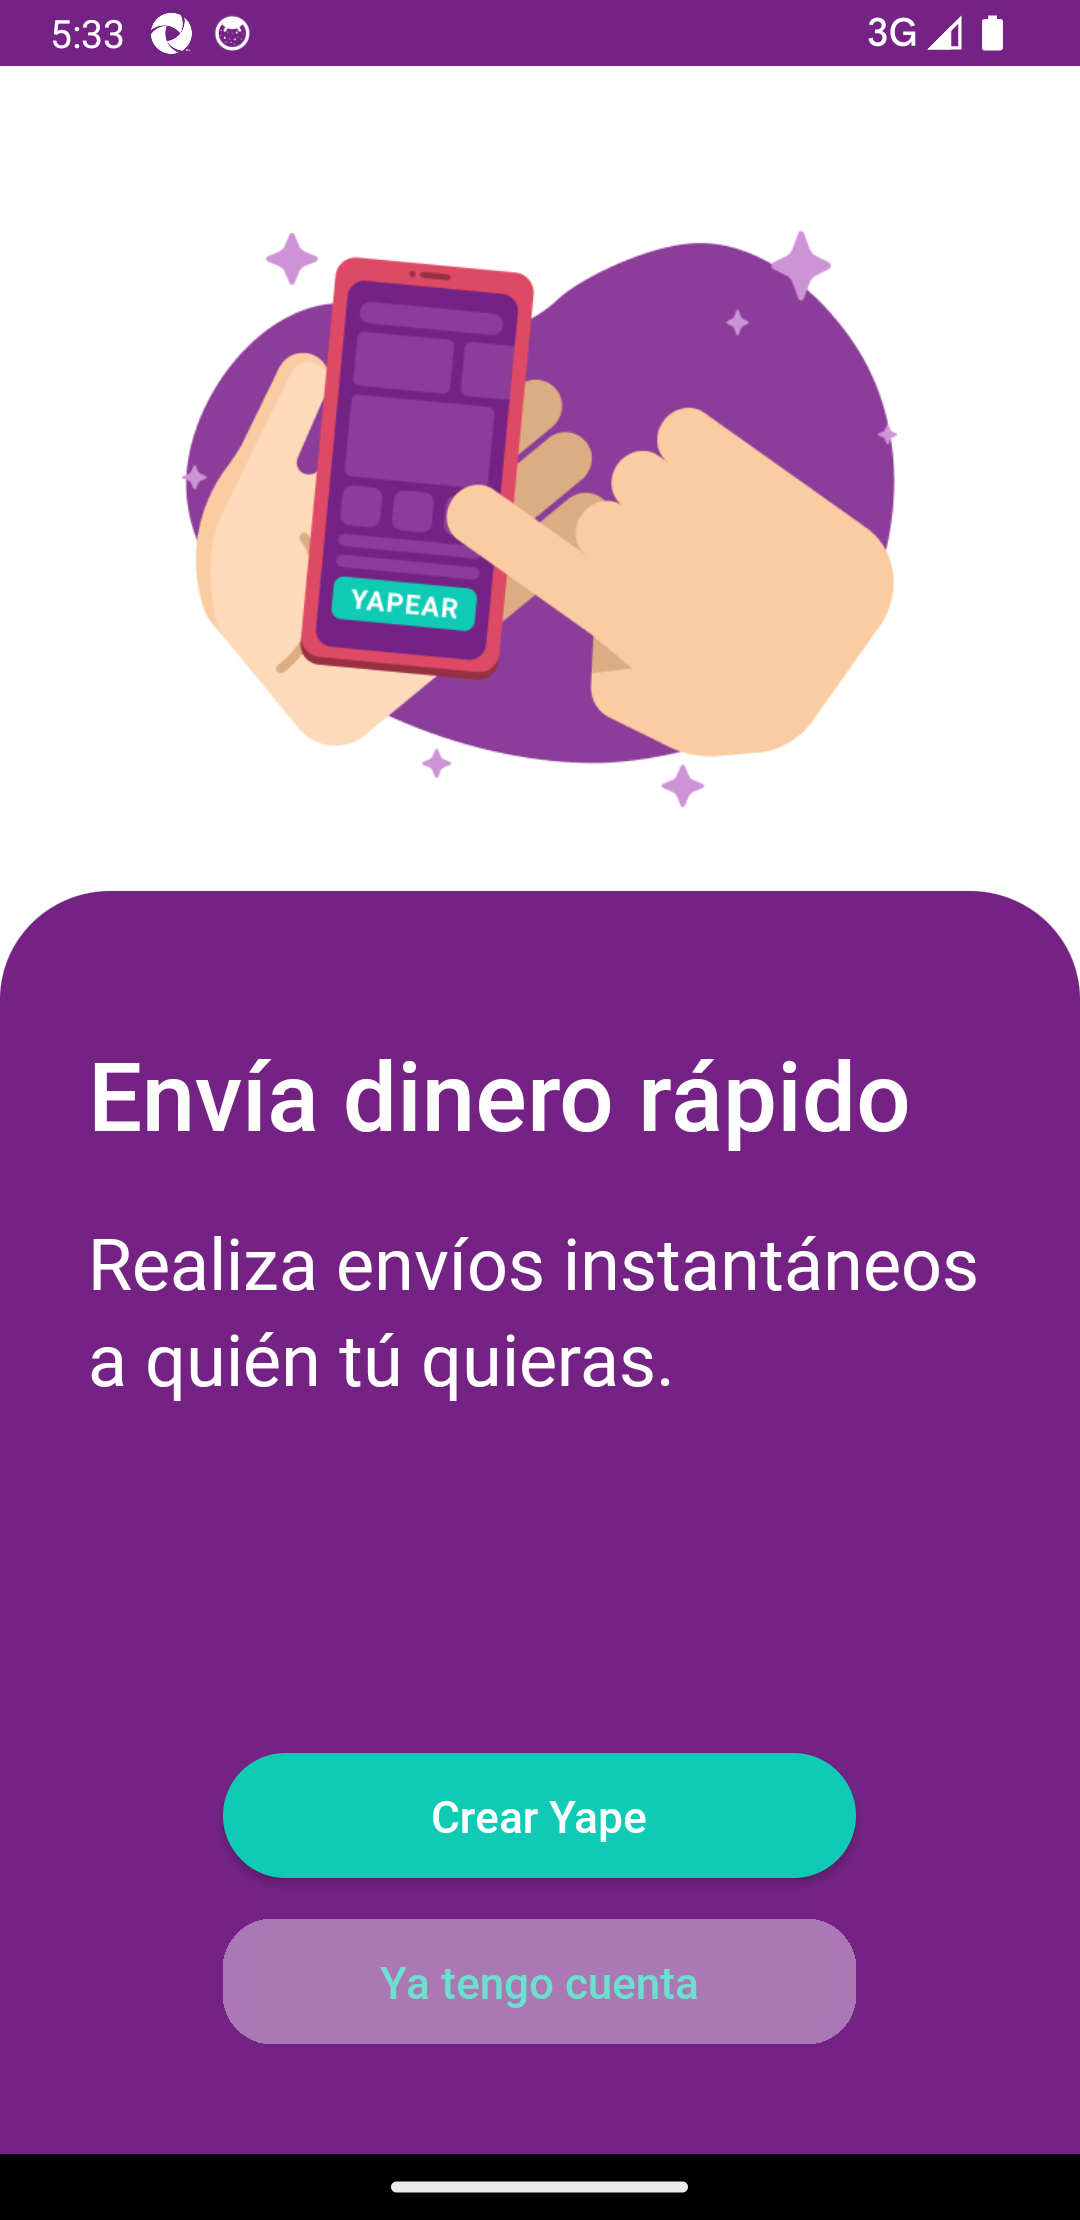 5:33
3G
YAPEAR
Envía dinero rápido
Realiza envíos instantáneos
a quién tú quieras.
Crear Yape
Ya tengo cuenta